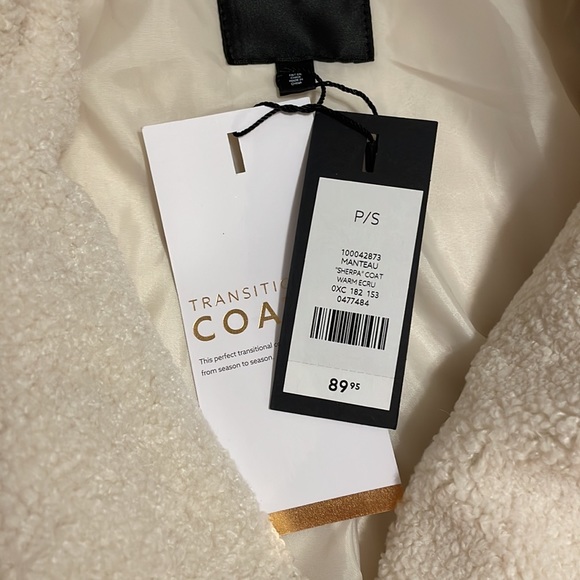 P/S
100042873
MANTEAU
"SHERPA" COAT
WARM ECRU
0XC 182 153
0477484
89 95
TRANSITIO
COA
This perfect transitional
from season to season